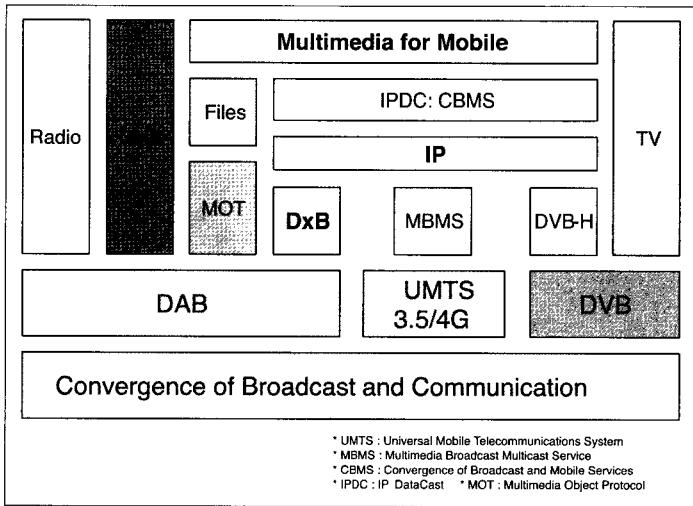 Multimedia for Mobile
Radio
Files
IPDC: CBMS
TV
IP
MOT
DxB
MBMS
DVB-H
DAB
UMTS
3.5/4G
DVB
Convergence of Broadcast and Communication
* UMTS : Universal Mobile Telecommunications System
* MBMS : Multimedia Broadcast Multicast Service
* CBMS : Convergence of Broadcast and Mobile Services
* IPDC : IP DataCast * MOT : Multimedia Object Protocol